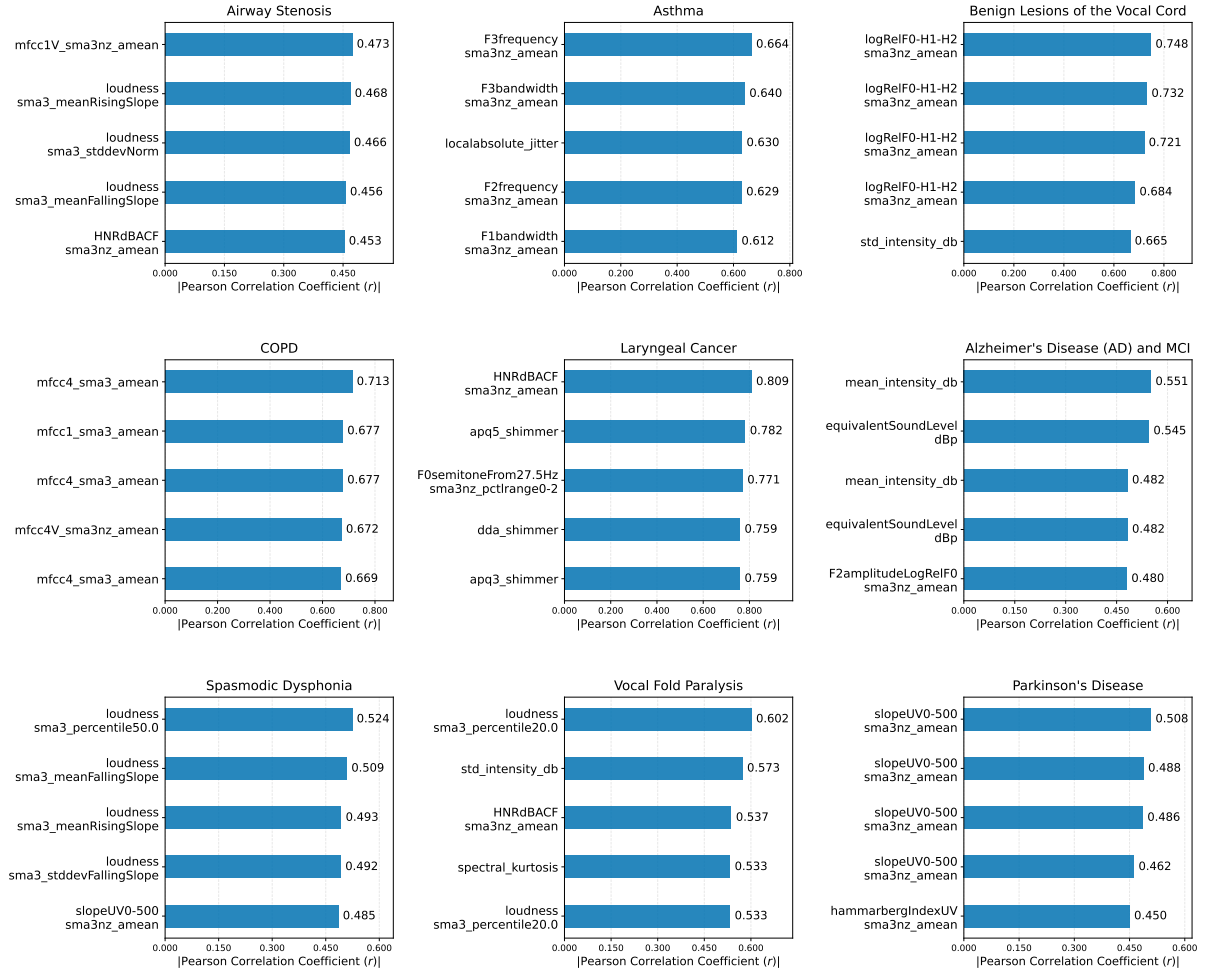 Airway Stenosis
mfcc1V_sma3nz_amean
0.473
loudness
sma3_meanRisingSlope
0.468
loudness
sma3_stddevNorm
0.466
loudness
sma3_meanFallingSlope
0.456
HNRdBACF
sma3nz_amean
0.453
0.000 0.150 0.300 0.450
|Pearson Correlation Coefficient (r)|
Asthma
F3frequency
sma3nz_amean
0.664
F3bandwidth
sma3nz_amean
0.640
localabsolute_jitter
0.630
F2frequency
sma3nz_amean
0.629
F1bandwidth
sma3nz_amean
0.612
0.000 0.200 0.400 0.600 0.800
|Pearson Correlation Coefficient (r)|
Benign Lesions of the Vocal Cord
logRelF0-H1-H2
sma3nz_amean
0.748
logRelF0-H1-H2
sma3nz_amean
0.732
logRelF0-H1-H2
sma3nz_amean
0.721
logRelF0-H1-H2
sma3nz_amean
0.684
std_intensity_db
0.665
0.000 0.200 0.400 0.600 0.800
|Pearson Correlation Coefficient (r)|
COPD
mfcc4_sma3_amean
0.713
mfcc1_sma3_amean
0.677
mfcc4_sma3_amean
0.677
mfcc4V_sma3nz_amean
0.672
mfcc4_sma3_amean
0.669
0.000 0.200 0.400 0.600 0.800
|Pearson Correlation Coefficient (r)|
Laryngeal Cancer
HNRdBACF
sma3nz_amean
0.809
apq5_shimmer
0.782
F0semitoneFrom27.5Hz
sma3nz_pctlrange0-2
0.771
dda_shimmer
0.759
apq3_shimmer
0.759
0.000 0.200 0.400 0.600 0.800
|Pearson Correlation Coefficient (r)|
Alzheimer's Disease (AD) and MCI
mean_intensity_db
0.551
equivalentSoundLevel
dBp
0.545
mean_intensity_db
0.482
equivalentSoundLevel
dBp
0.482
F2amplitudeLogRelF0
sma3nz_amean
0.480
0.000 0.150 0.300 0.450 0.600
|Pearson Correlation Coefficient (r)|
Spasmodic Dysphonia
loudness
sma3_percentile50.0
0.524
loudness
sma3_meanFallingSlope
0.509
loudness
sma3_meanRisingSlope
0.493
loudness
sma3_stddevFallingSlope
0.492
slopeUV0-500
sma3nz_amean
0.485
0.000 0.150 0.300 0.450 0.600
|Pearson Correlation Coefficient (r)|
Vocal Fold Paralysis
loudness
sma3_percentile20.0
0.602
std_intensity_db
0.573
HNRdBACF
sma3nz_amean
0.537
spectral_kurtosis
0.533
loudness
sma3_percentile20.0
0.533
0.000 0.150 0.300 0.450 0.600
|Pearson Correlation Coefficient (r)|
Parkinson's Disease
slopeUV0-500
sma3nz_amean
0.508
slopeUV0-500
sma3nz_amean
0.488
slopeUV0-500
sma3nz_amean
0.486
slopeUV0-500
sma3nz_amean
0.462
hammarbergIndexUV
sma3nz_amean
0.450
0.000 0.150 0.300 0.450 0.600
|Pearson Correlation Coefficient (r)|